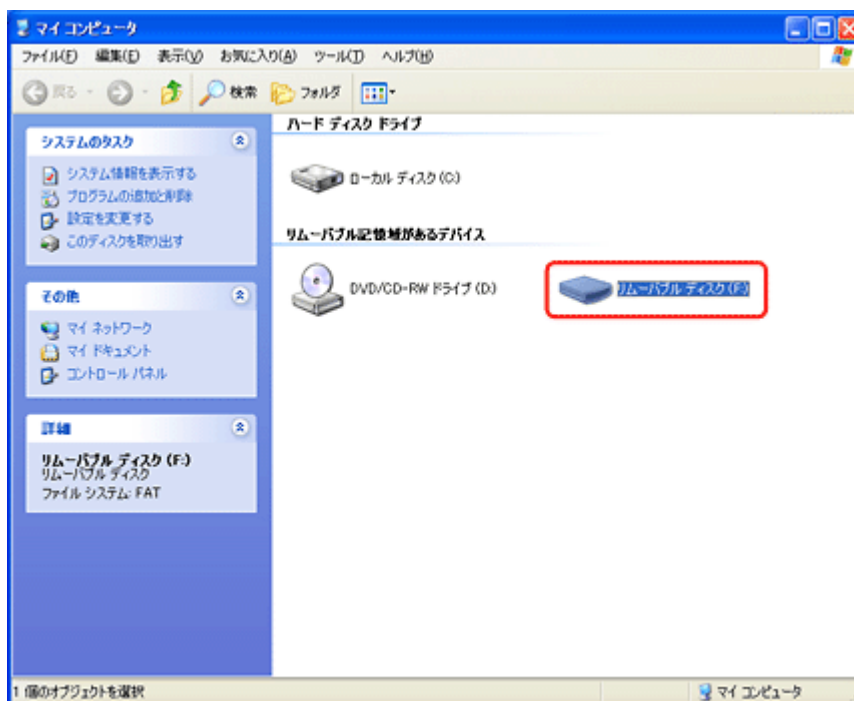 マイ コンピュータ
ファイル(F) 編集(E) 表示(V) お気に入り(A) ツール(T) ヘルプ(H)
戻る 検索 フォルダ
システムのタスク
システム情報を表示する
プログラムの追加と削除
設定を変更する
このディスクを取り出す
その他
マイ ネットワーク
マイ ドキュメント
コントロール パネル
詳細
リムーバブル ディスク (F:)
リムーバブル ディスク
ファイル システム: FAT
ハード ディスク ドライブ
ローカル ディスク (C:)
リムーバブル記憶域があるデバイス
DVD/CD-RW ドライブ (D:)
リムーバブル ディスク (F:)
1 個のオブジェクトを選択
マイ コンピュータ